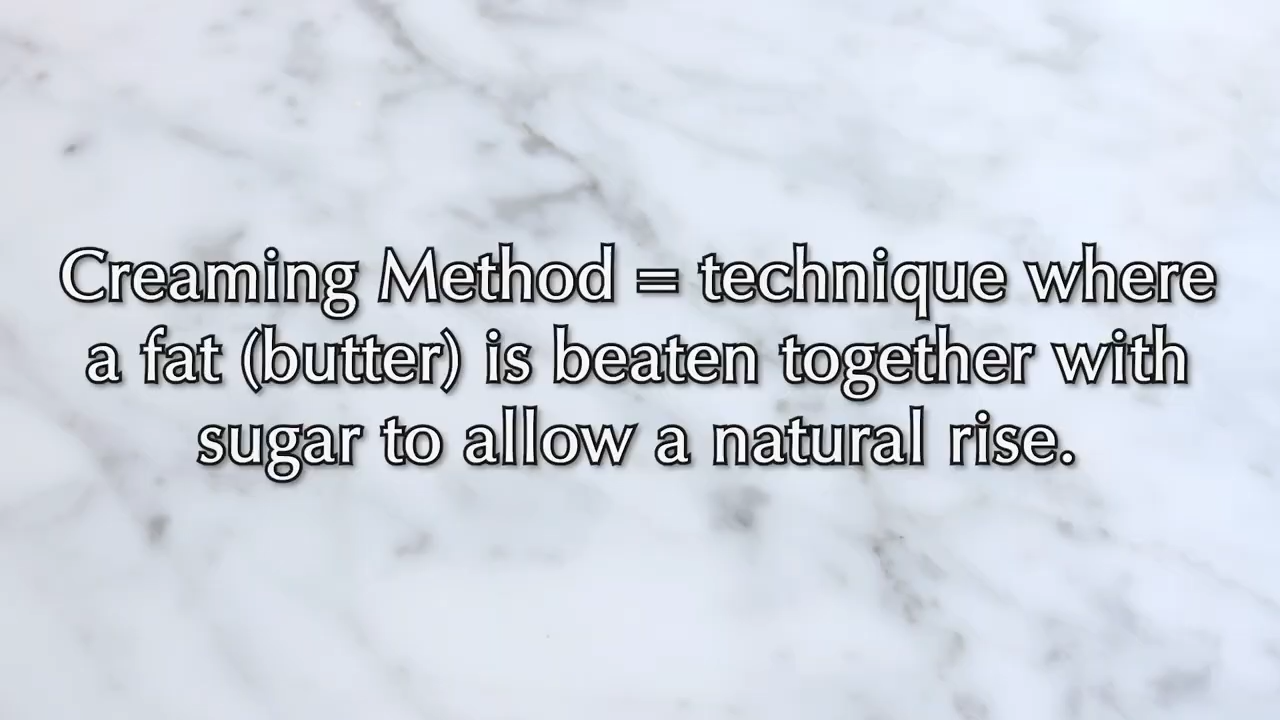 Creaming Method = technique where
a fat (butter) is beaten together with
sugar to allow a natural rise.